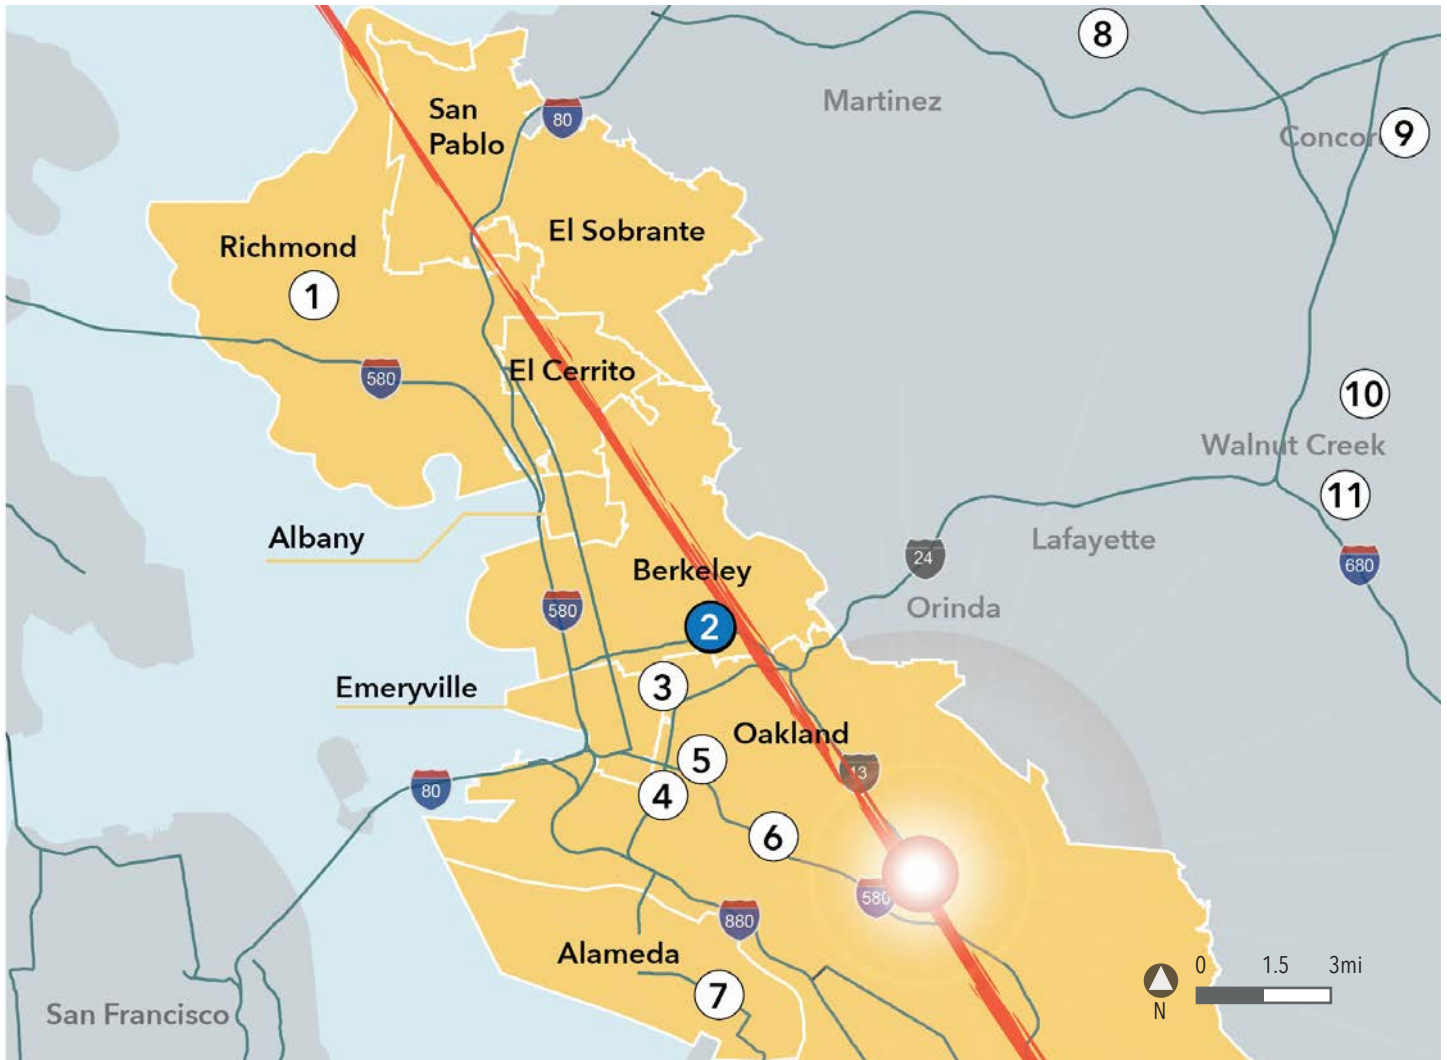 8
Martinez
San
Pablo
80
Concor
9
El Sobrante
Richmond
1
580
El Cerrito
10
Walnut Creek
11
Albany
Lafayette
24
680
Berkeley
Orinda
580
2
Emeryville
3
Oakland
5
13
80
4
6
580
880
Alameda
7
0 1.5 3mi
N
San Francisco